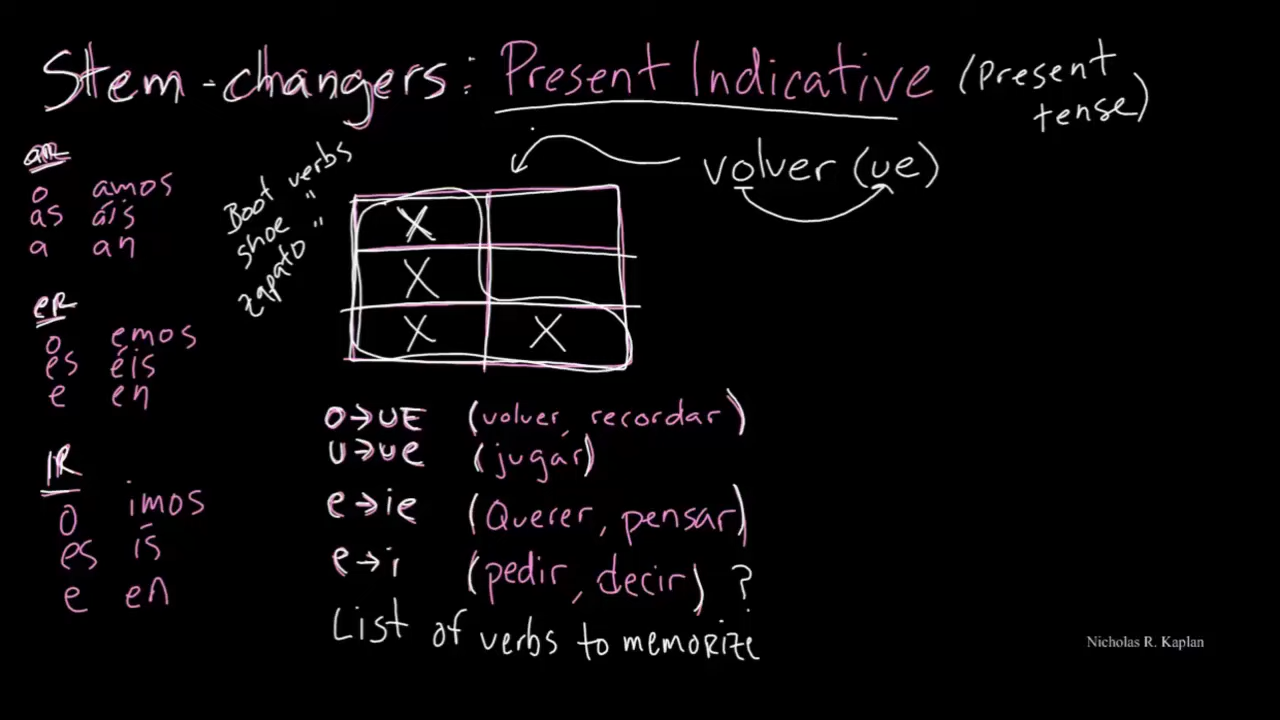 Stem-changers: Present Indicative (present tense)
volver (ue)
Boot verbs
shoe "
zapato "
aR
o amos
as áis
a an
eR
o emos
es éis
e en
IR
o imos
es ís
e en
X
X
X X
o→UE (volver, recordar)
u→ue (jugar)
e→ie (Querer, pensar)
e→i (pedir, decir) ?
List of verbs to memorize
Nicholas R. Kaplan